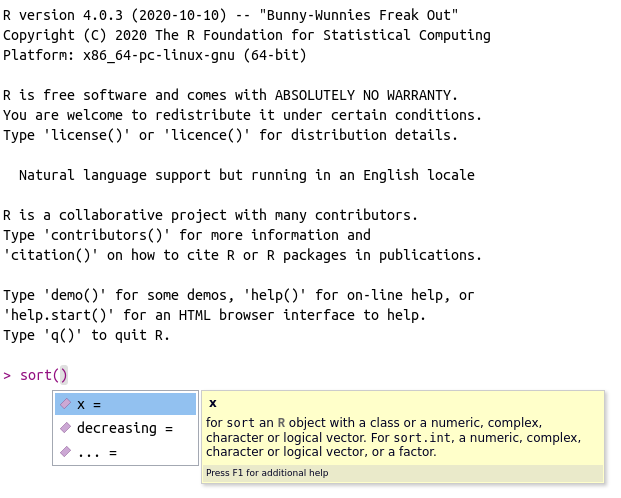 R version 4.0.3 (2020-10-10) -- "Bunny-Wunnies Freak Out"
Copyright (C) 2020 The R Foundation for Statistical Computing
Platform: x86_64-pc-linux-gnu (64-bit)
R is free software and comes with ABSOLUTELY NO WARRANTY.
You are welcome to redistribute it under certain conditions.
Type 'license()' or 'licence()' for distribution details.
Natural language support but running in an English locale
R is a collaborative project with many contributors.
Type 'contributors()' for more information and
'citation()' on how to cite R or R packages in publications.
Type 'demo()' for some demos, 'help()' for on-line help, or
'help.start()' for an HTML browser interface to help.
Type 'q()' to quit R.
> sort()
x =
decreasing =
... =
x
for sort an R object with a class or a numeric, complex,
character or logical vector. For sort.int, a numeric, complex,
character or logical vector, or a factor.
Press F1 for additional help